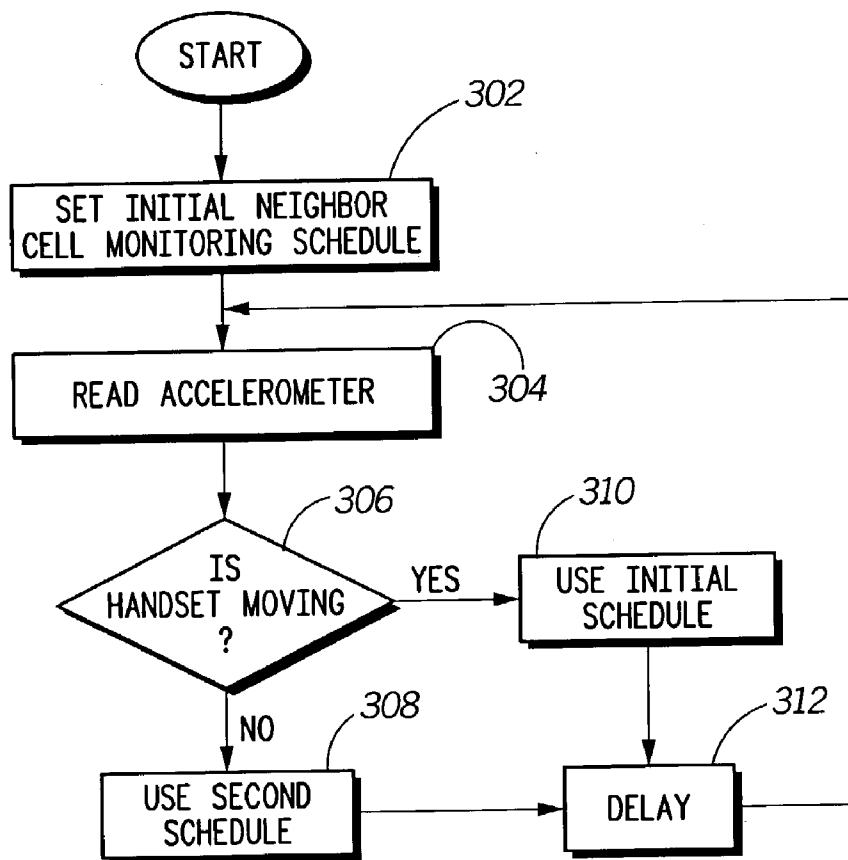 START
302
SET INITIAL NEIGHBOR
CELL MONITORING SCHEDULE
READ ACCELEROMETER
304
306
IS
HANDSET MOVING
?
YES
310
USE INITIAL
SCHEDULE
NO
308
USE SECOND
SCHEDULE
312
DELAY